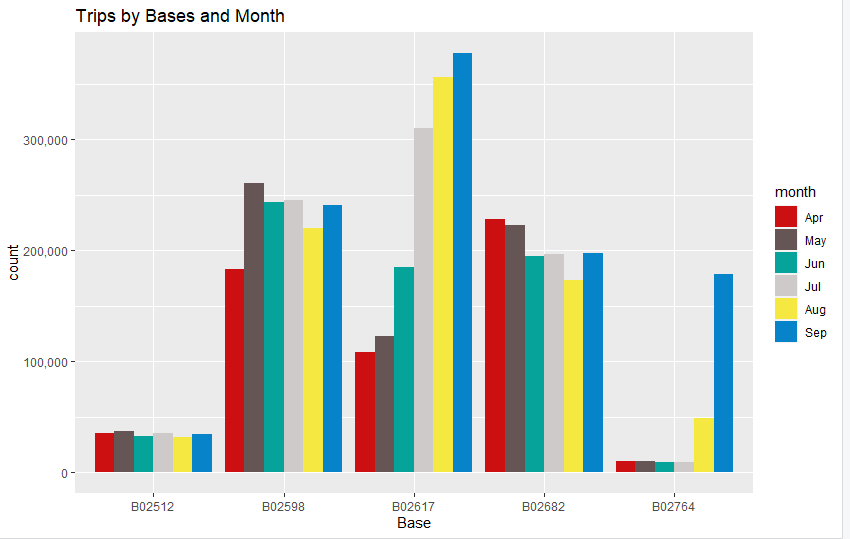 Trips by Bases and Month
300,000
200,000
100,000
0
count
B02512 B02598 B02617 B02682 B02764
Base
month
Apr
May
Jun
Jul
Aug
Sep